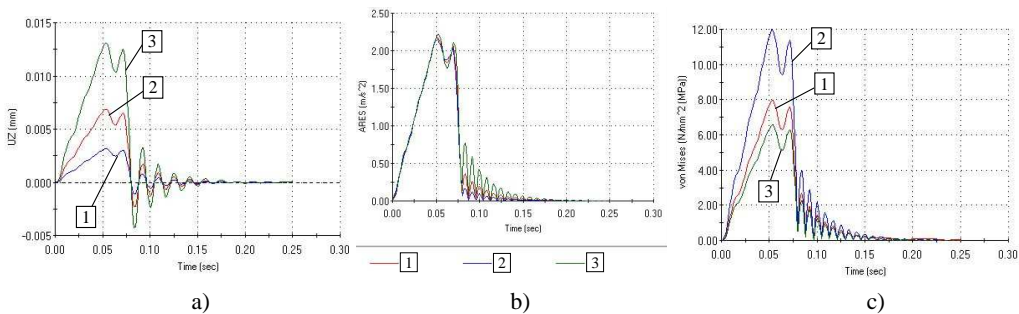 0.015
0.010
0.005
0.000
-0.005
UZ (mm)
0.00 0.05 0.10 0.15 0.20 0.25 0.30
Time (sec)
3
2
1
a)
2.50
2.00
1.50
1.00
0.50
0.00
ARES (m/s^2)
0.00 0.05 0.10 0.15 0.20 0.25 0.30
Time (sec)
1 2 3
b)
12.00
10.00
8.00
6.00
4.00
2.00
0.00
von Mises (N/mm^2 (MPa))
0.00 0.05 0.10 0.15 0.20 0.25 0.30
Time (sec)
2
1
3
c)